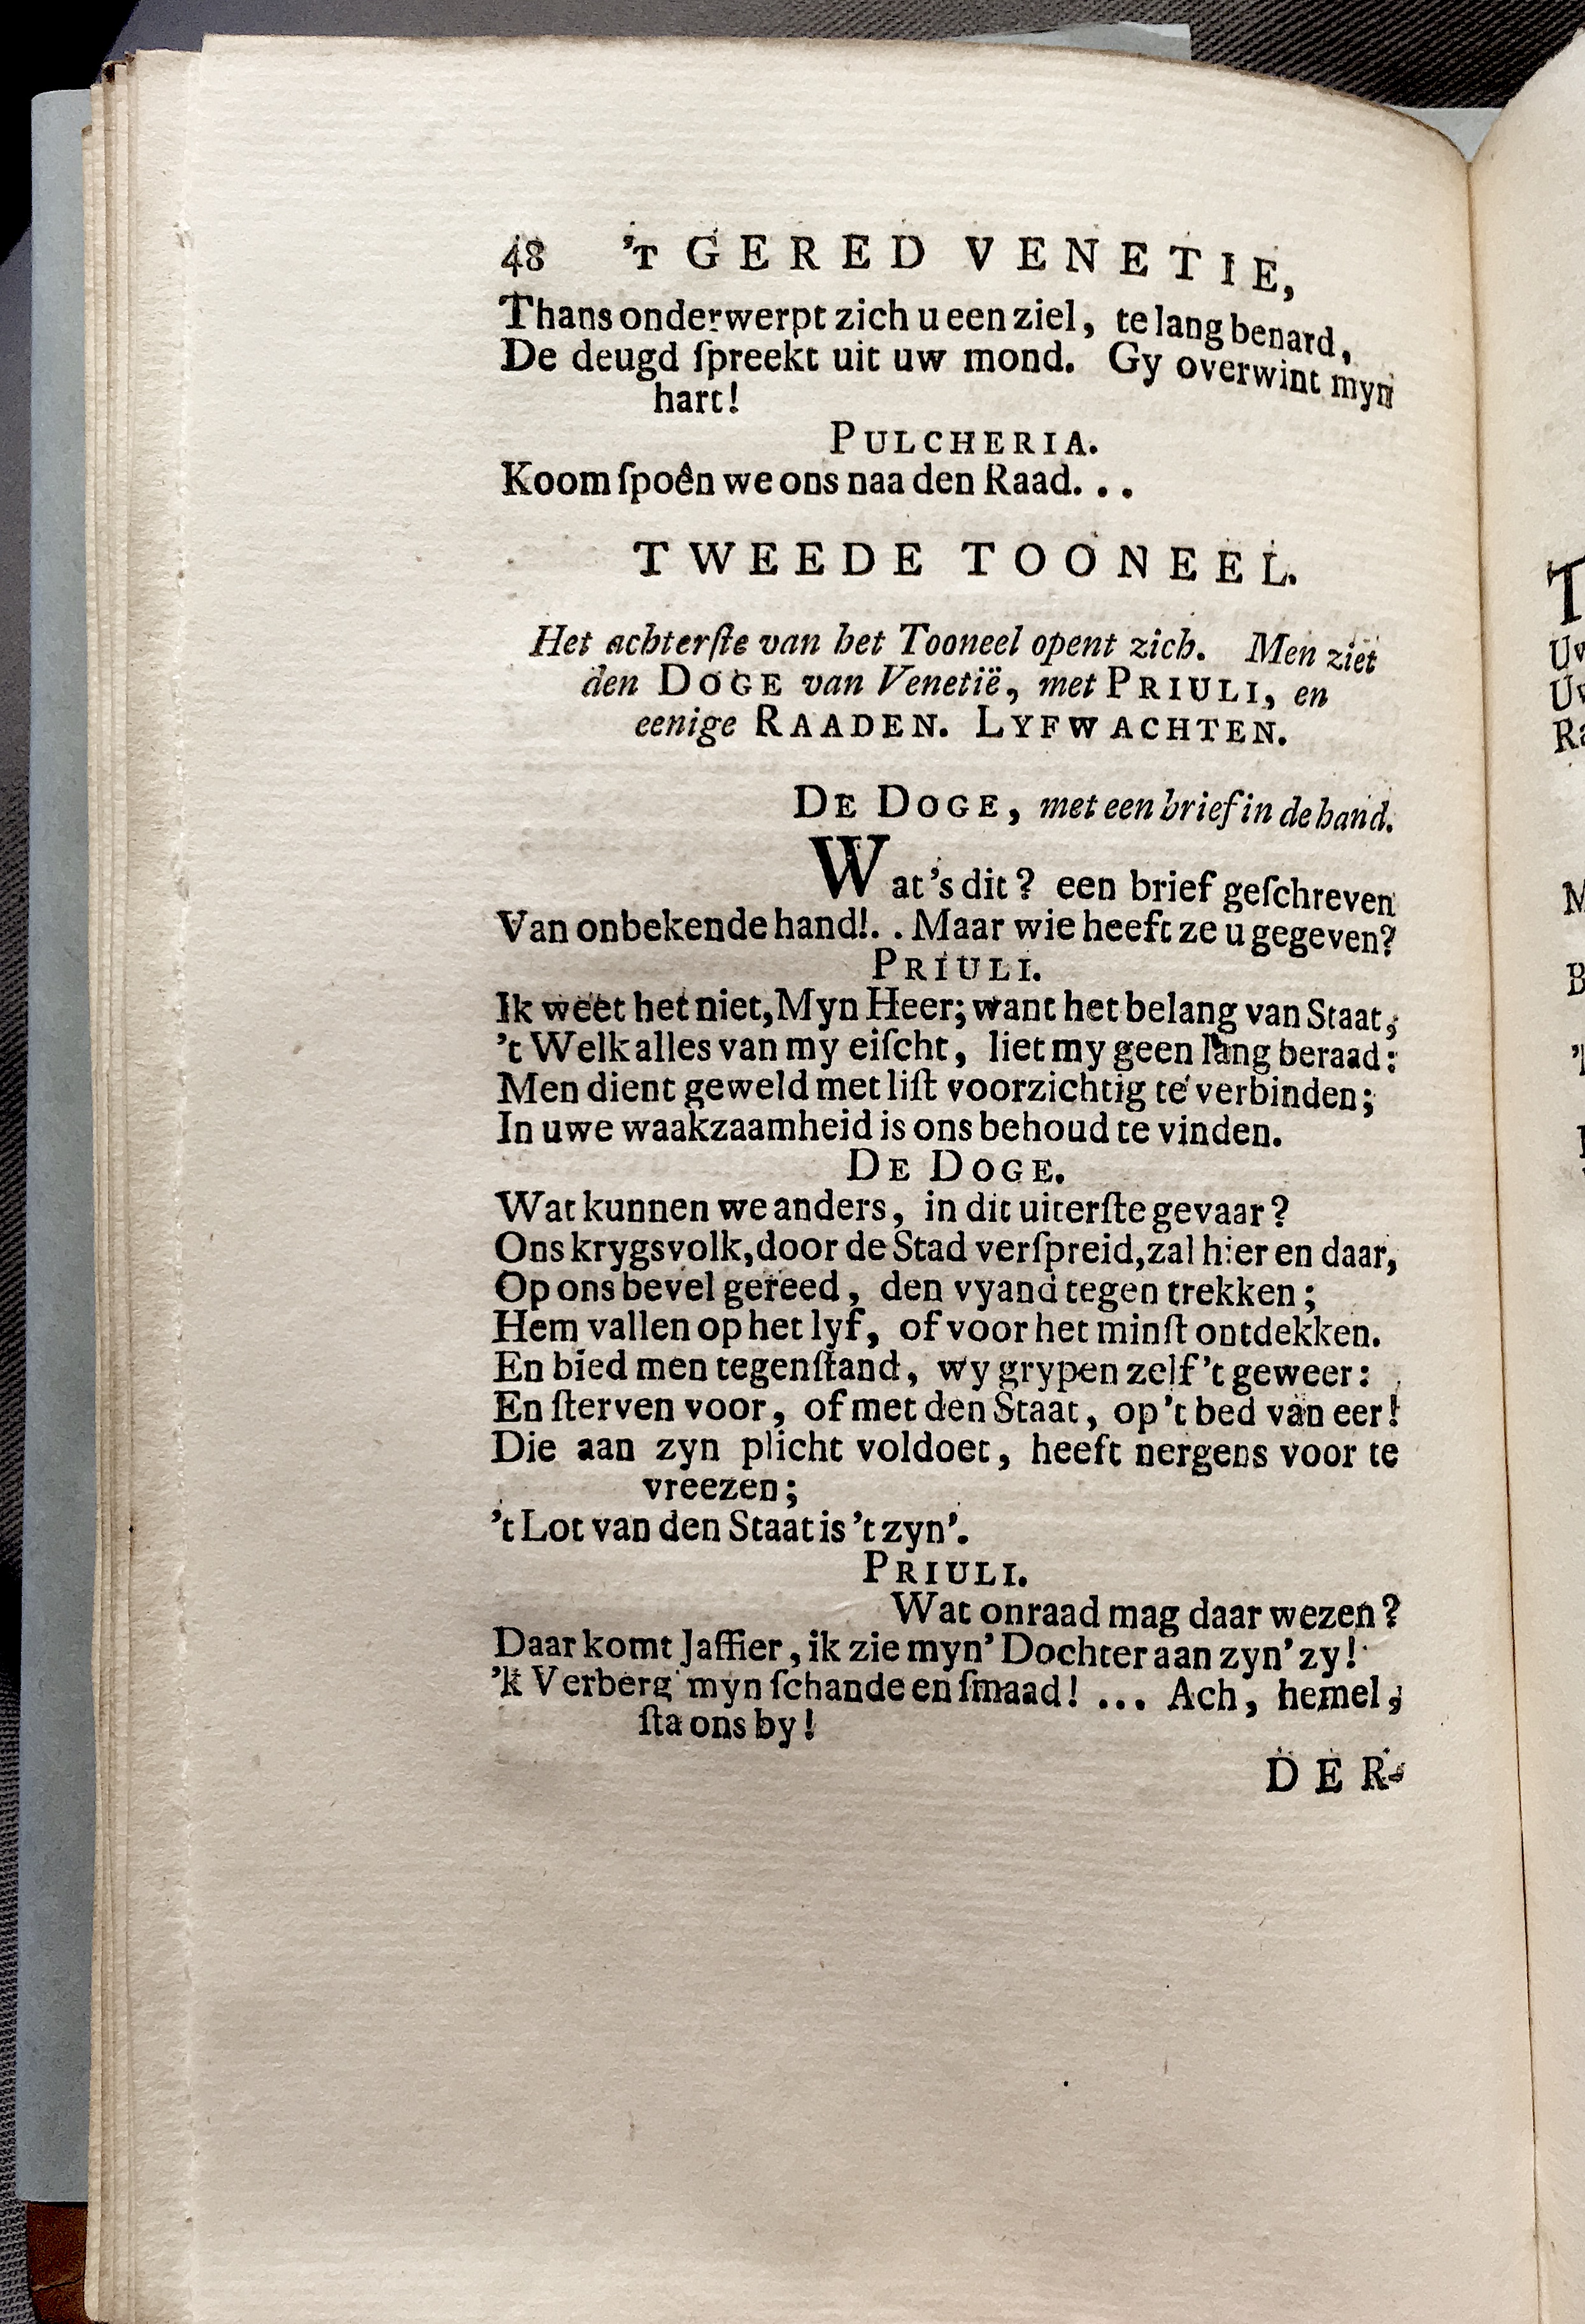 48 't GERED VENETIE,
Thans onderwerpt zich u een ziel, te lang benard,
De deugd ſpreekt uit uw mond. Gy overwint myn
hart!
PULCHERIA.
Koom ſpoên we ons naa den Raad...
TWEEDE TOONEEL.
Het achterſte van het Tooneel opent zich. Men ziet
den DOGE van Venetië, met PRIULI, en
eenige RAADEN. LYFWACHTEN.
DE DOGE, met een brief in de hand.
Wat's dit? een brief geſchreven
Van onbekende hand!.. Maar wie heeft ze u gegeven?
PRIULI.
Ik weet het niet, Myn Heer; want het belang van Staat,
't Welk alles van my eiſcht, liet my geen lang beraad:
Men dient geweld met liſt voorzichtig te verbinden;
In uwe waakzaamheid is ons behoud te vinden.
DE DOGE.
Wat kunnen we anders, in dit uiterſte gevaar?
Ons krygsvolk, door de Stad verſpreid, zal hier en daar,
Op ons bevel gereed, den vyand tegen trekken;
Hem vallen op het lyf, of voor het minſt ontdekken.
En bied men tegenſtand, wy grypen zelf 't geweer:
En ſterven voor, of met den Staat, op 't bed van eer!
Die aan zyn plicht voldoet, heeft nergens voor te
vreezen;
't Lot van den Staat is 't zyn'.
PRIULI.
Wat onraad mag daar wezen?
Daar komt Jaffier, ik zie myn' Dochter aan zyn' zy!
'k Verberg myn ſchande en ſmaad! ... Ach, hemel,
ſta ons by!
DER-